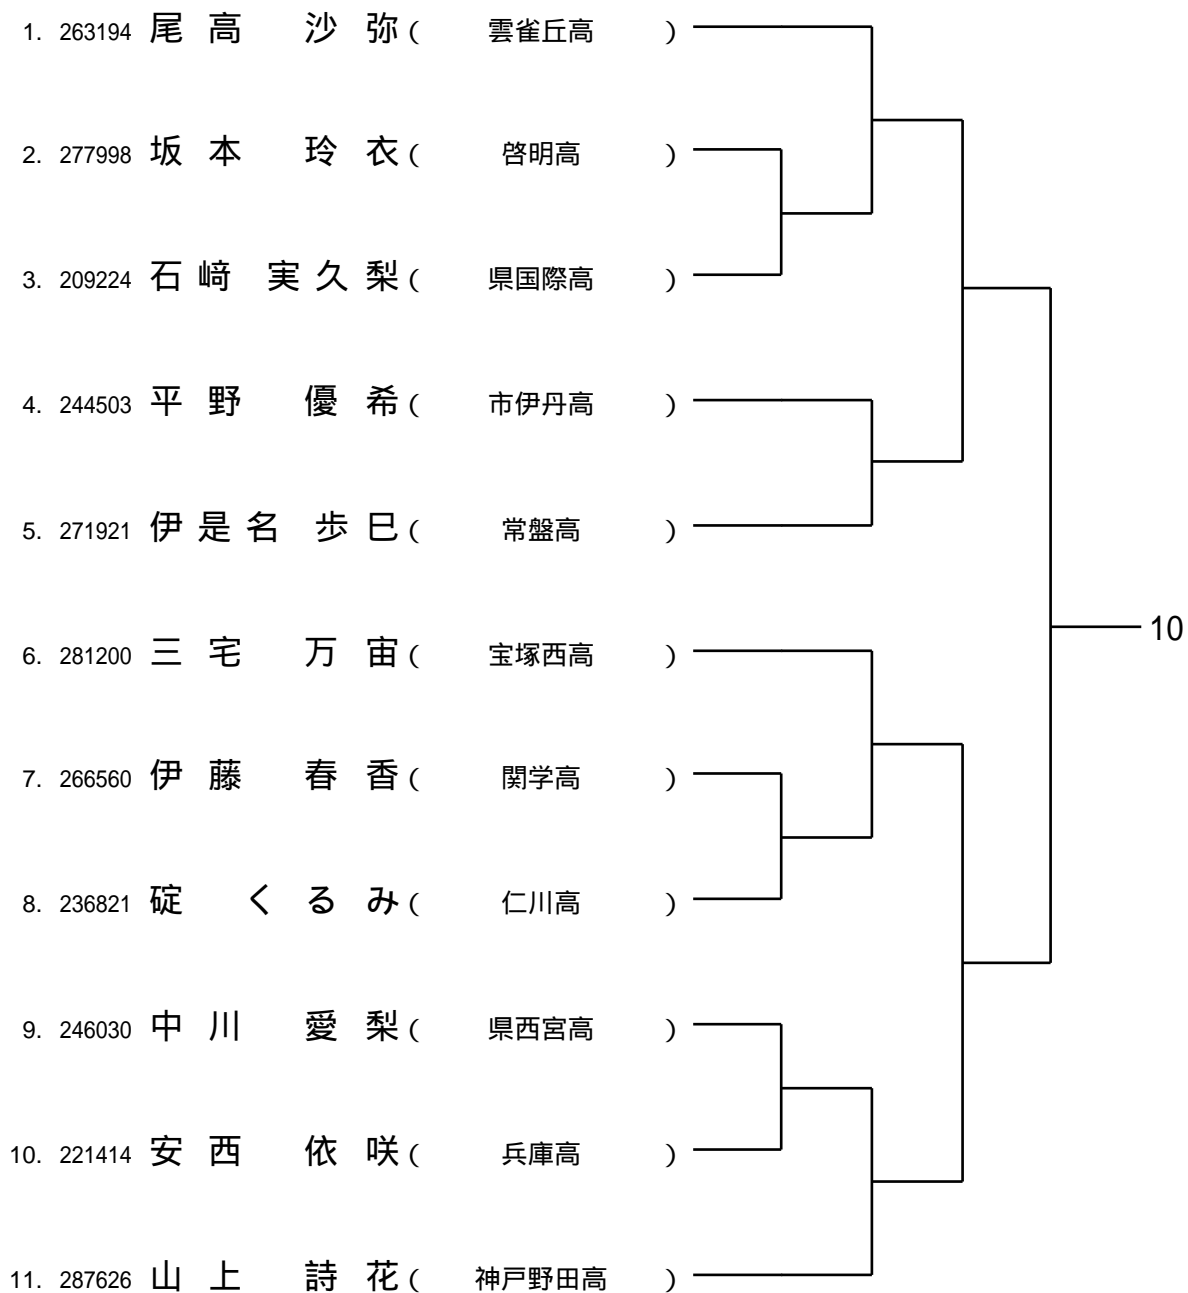 1. 263194 尾高 沙弥( 雲雀丘高 )
2. 277998 坂本 玲衣( 啓明高 )
3. 209224 石﨑 実久梨( 県国際高 )
4. 244503 平野 優希( 市伊丹高 )
5. 271921 伊是名 歩巳( 常盤高 )
10
6. 281200 三宅 万宙( 宝塚西高 )
7. 266560 伊藤 春香( 関学高 )
8. 236821 碇 くるみ( 仁川高 )
9. 246030 中川 愛梨( 県西宮高 )
10. 221414 安西 依咲( 兵庫高 )
11. 287626 山上 詩花( 神戸野田高 )